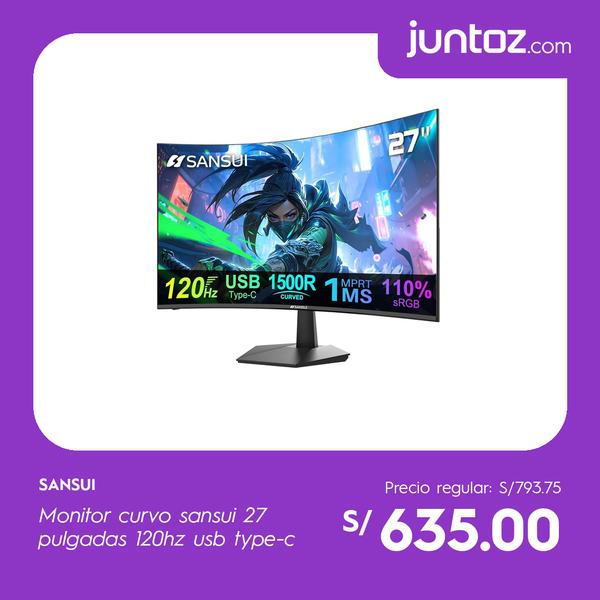 juntoz.com
27"
SANSUI
120Hz
USB Type-C
1500R CURVED
1MS MPRT
110% sRGB
SANSUI
SANSUI
Monitor curvo sansui 27
pulgadas 120hz usb type-c
Precio regular: S/793.75
S/ 635.00